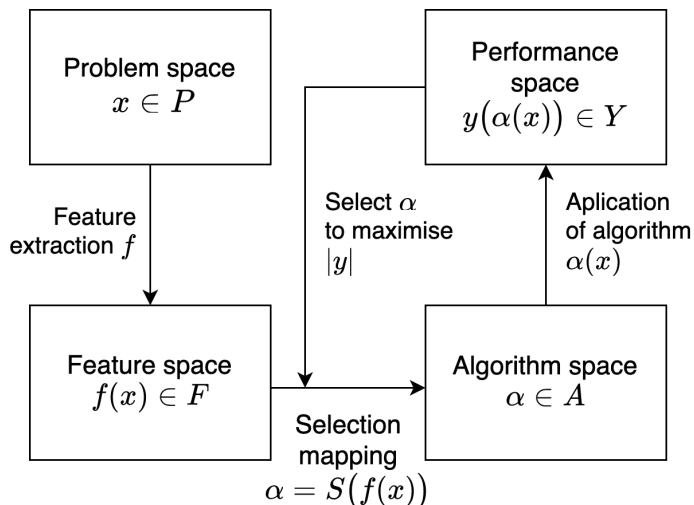 Problem space
x ∈ P
Performance
space
y(α(x)) ∈ Y
Feature
extraction f
Select α
to maximise
|y|
Aplication
of algorithm
α(x)
Feature space
f(x) ∈ F
Algorithm space
α ∈ A
Selection
mapping
α = S(f(x))